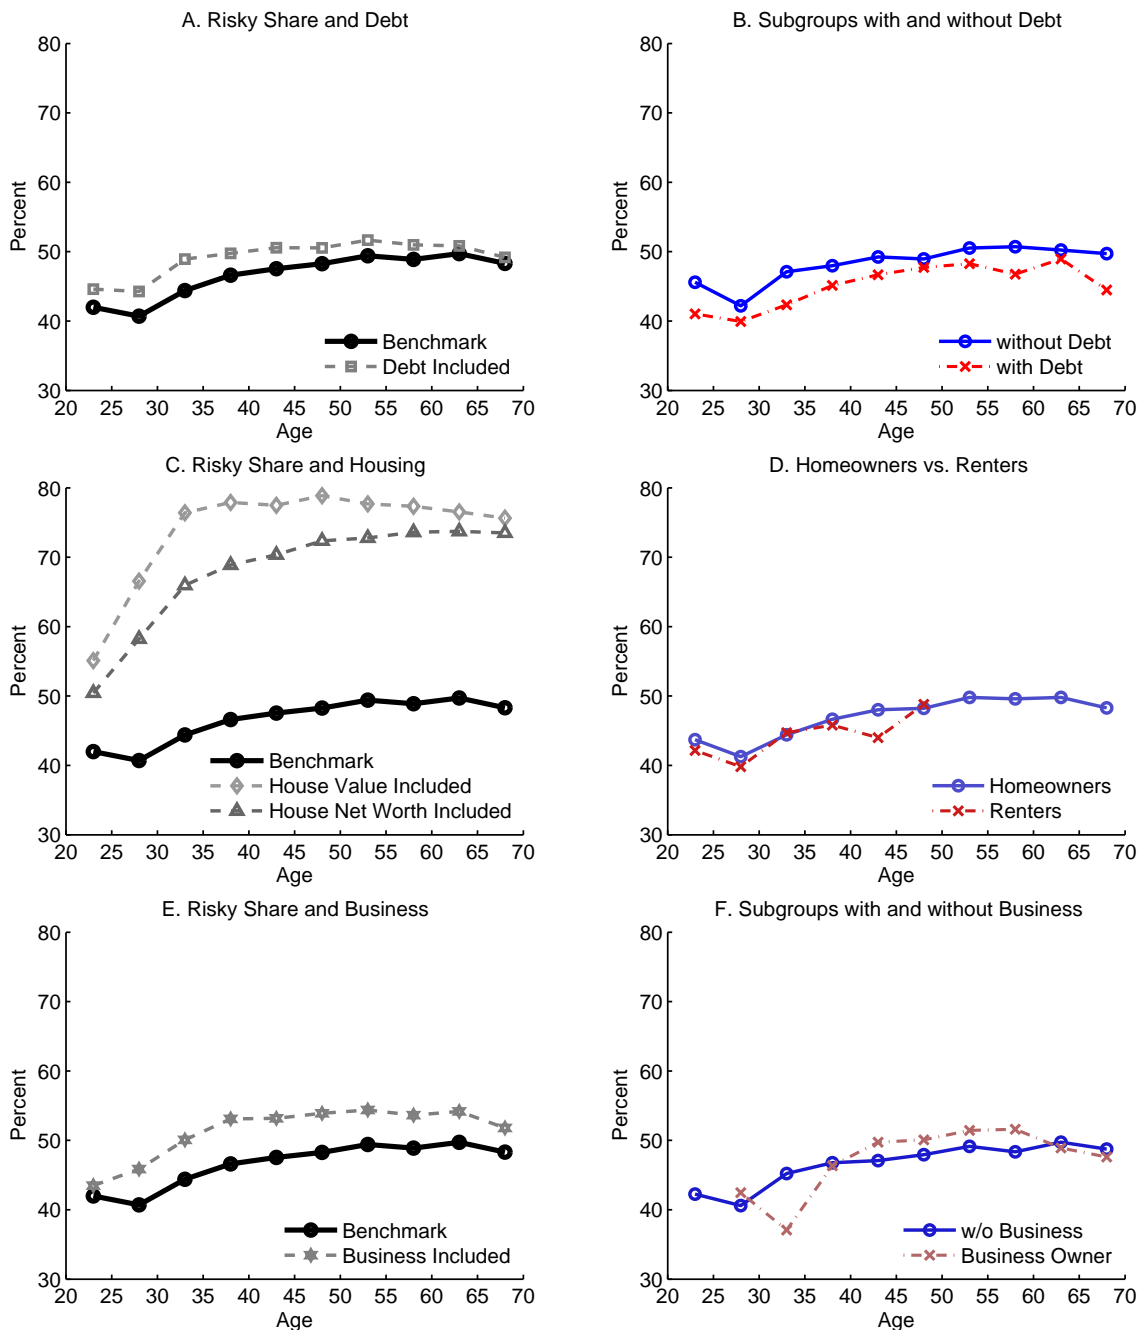 A. Risky Share and Debt
80
70
60
50
40
30
Percent
Benchmark
Debt Included
20 25 30 35 40 45 50 55 60 65 70
Age
B. Subgroups with and without Debt
80
70
60
50
40
30
Percent
without Debt
with Debt
20 25 30 35 40 45 50 55 60 65 70
Age
C. Risky Share and Housing
80
70
60
50
40
30
Percent
Benchmark
House Value Included
House Net Worth Included
20 25 30 35 40 45 50 55 60 65 70
Age
D. Homeowners vs. Renters
80
70
60
50
40
30
Percent
Homeowners
Renters
20 25 30 35 40 45 50 55 60 65 70
Age
E. Risky Share and Business
80
70
60
50
40
30
Percent
Benchmark
Business Included
20 25 30 35 40 45 50 55 60 65 70
Age
F. Subgroups with and without Business
80
70
60
50
40
30
Percent
w/o Business
Business Owner
20 25 30 35 40 45 50 55 60 65 70
Age